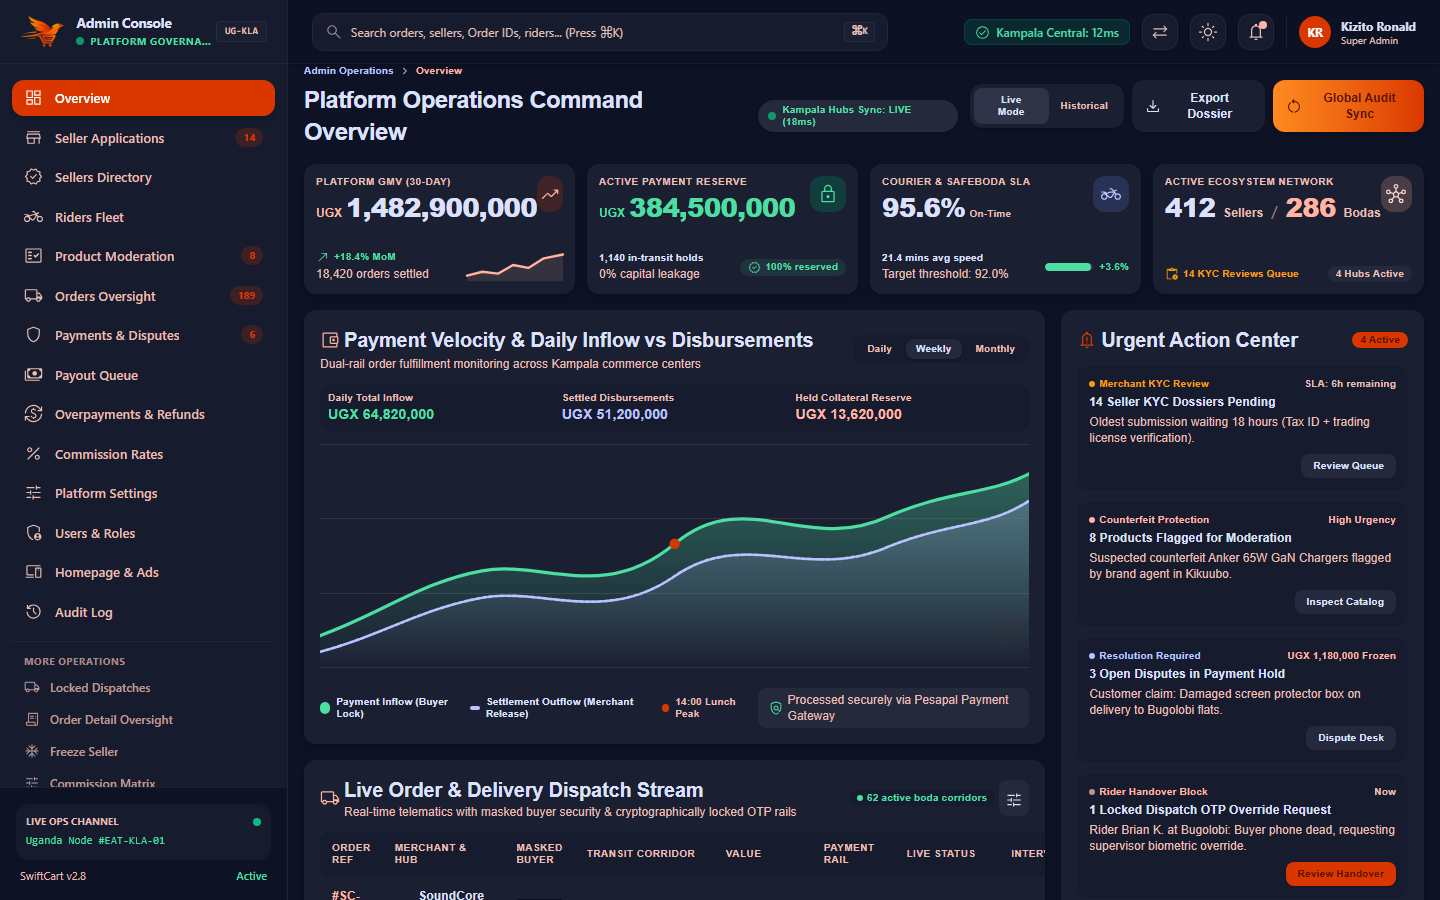 Admin Console
PLATFORM GOVERNA...
UG-KLA
Search orders, sellers, Order IDs, riders... (Press ⌘K)
⌘K
Kampala Central: 12ms
KR
Kizito Ronald
Super Admin
Overview
Seller Applications 14
Sellers Directory
Riders Fleet
Product Moderation 8
Orders Oversight 189
Payments & Disputes 6
Payout Queue
Overpayments & Refunds
Commission Rates
Platform Settings
Users & Roles
Homepage & Ads
Audit Log
MORE OPERATIONS
Locked Dispatches
Order Detail Oversight
Freeze Seller
Commission Matrix
LIVE OPS CHANNEL
Uganda Node #EAT-KLA-01
SwiftCart v2.8 Active
Admin Operations > Overview
Platform Operations Command
Overview
Kampala Hubs Sync: LIVE
(18ms)
Live
Mode
Historical
Export
Dossier
Global Audit
Sync
PLATFORM GMV (30-DAY)
UGX 1,482,900,000
+18.4% MoM
18,420 orders settled
ACTIVE PAYMENT RESERVE
UGX 384,500,000
1,140 in-transit holds
0% capital leakage
100% reserved
COURIER & SAFEBODA SLA
95.6% On-Time
21.4 mins avg speed
Target threshold: 92.0%
+3.6%
ACTIVE ECOSYSTEM NETWORK
412 Sellers / 286 Bodas
14 KYC Reviews Queue
4 Hubs Active
Payment Velocity & Daily Inflow vs Disbursements
Dual-rail order fulfillment monitoring across Kampala commerce centers
Daily Weekly Monthly
Daily Total Inflow
UGX 64,820,000
Settled Disbursements
UGX 51,200,000
Held Collateral Reserve
UGX 13,620,000
Payment Inflow (Buyer
Lock)
Settlement Outflow (Merchant
Release)
14:00 Lunch
Peak
Processed securely via Pesapal Payment
Gateway
Live Order & Delivery Dispatch Stream
Real-time telematics with masked buyer security & cryptographically locked OTP rails
62 active boda corridors
ORDER
REF
MERCHANT &
HUB
MASKED
BUYER
TRANSIT CORRIDOR
VALUE
PAYMENT
RAIL
LIVE STATUS
INTERV
#SC-
SoundCore
Urgent Action Center
4 Active
Merchant KYC Review SLA: 6h remaining
14 Seller KYC Dossiers Pending
Oldest submission waiting 18 hours (Tax ID + trading
license verification).
Review Queue
Counterfeit Protection High Urgency
8 Products Flagged for Moderation
Suspected counterfeit Anker 65W GaN Chargers flagged
by brand agent in Kikuubo.
Inspect Catalog
Resolution Required UGX 1,180,000 Frozen
3 Open Disputes in Payment Hold
Customer claim: Damaged screen protector box on
delivery to Bugolobi flats.
Dispute Desk
Rider Handover Block Now
1 Locked Dispatch OTP Override Request
Rider Brian K. at Bugolobi: Buyer phone dead, requesting
supervisor biometric override.
Review Handover